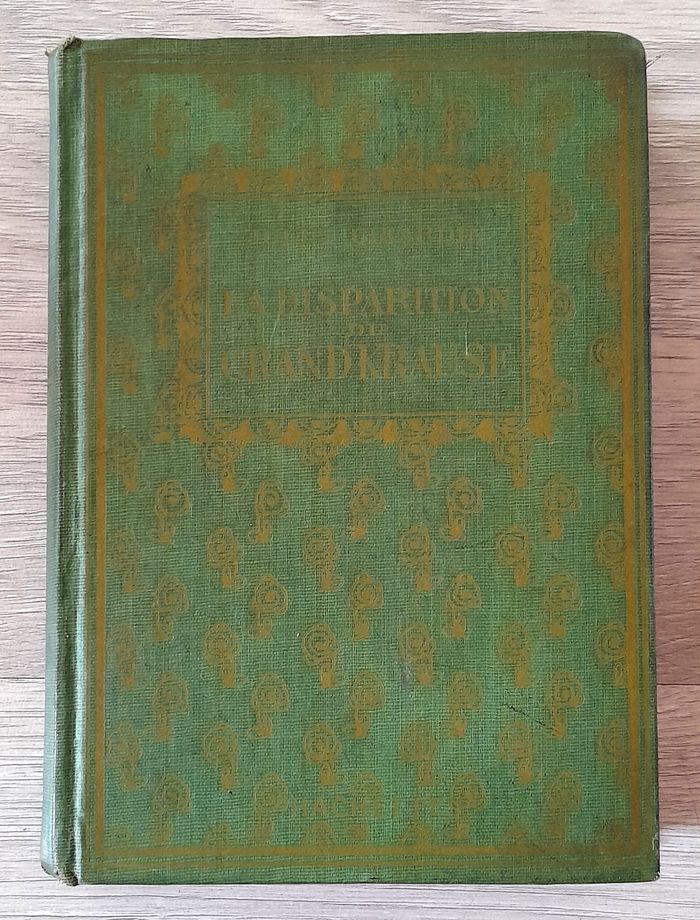 LA DISPARITION
DU
GRAND KRAUSE
HACHETTE